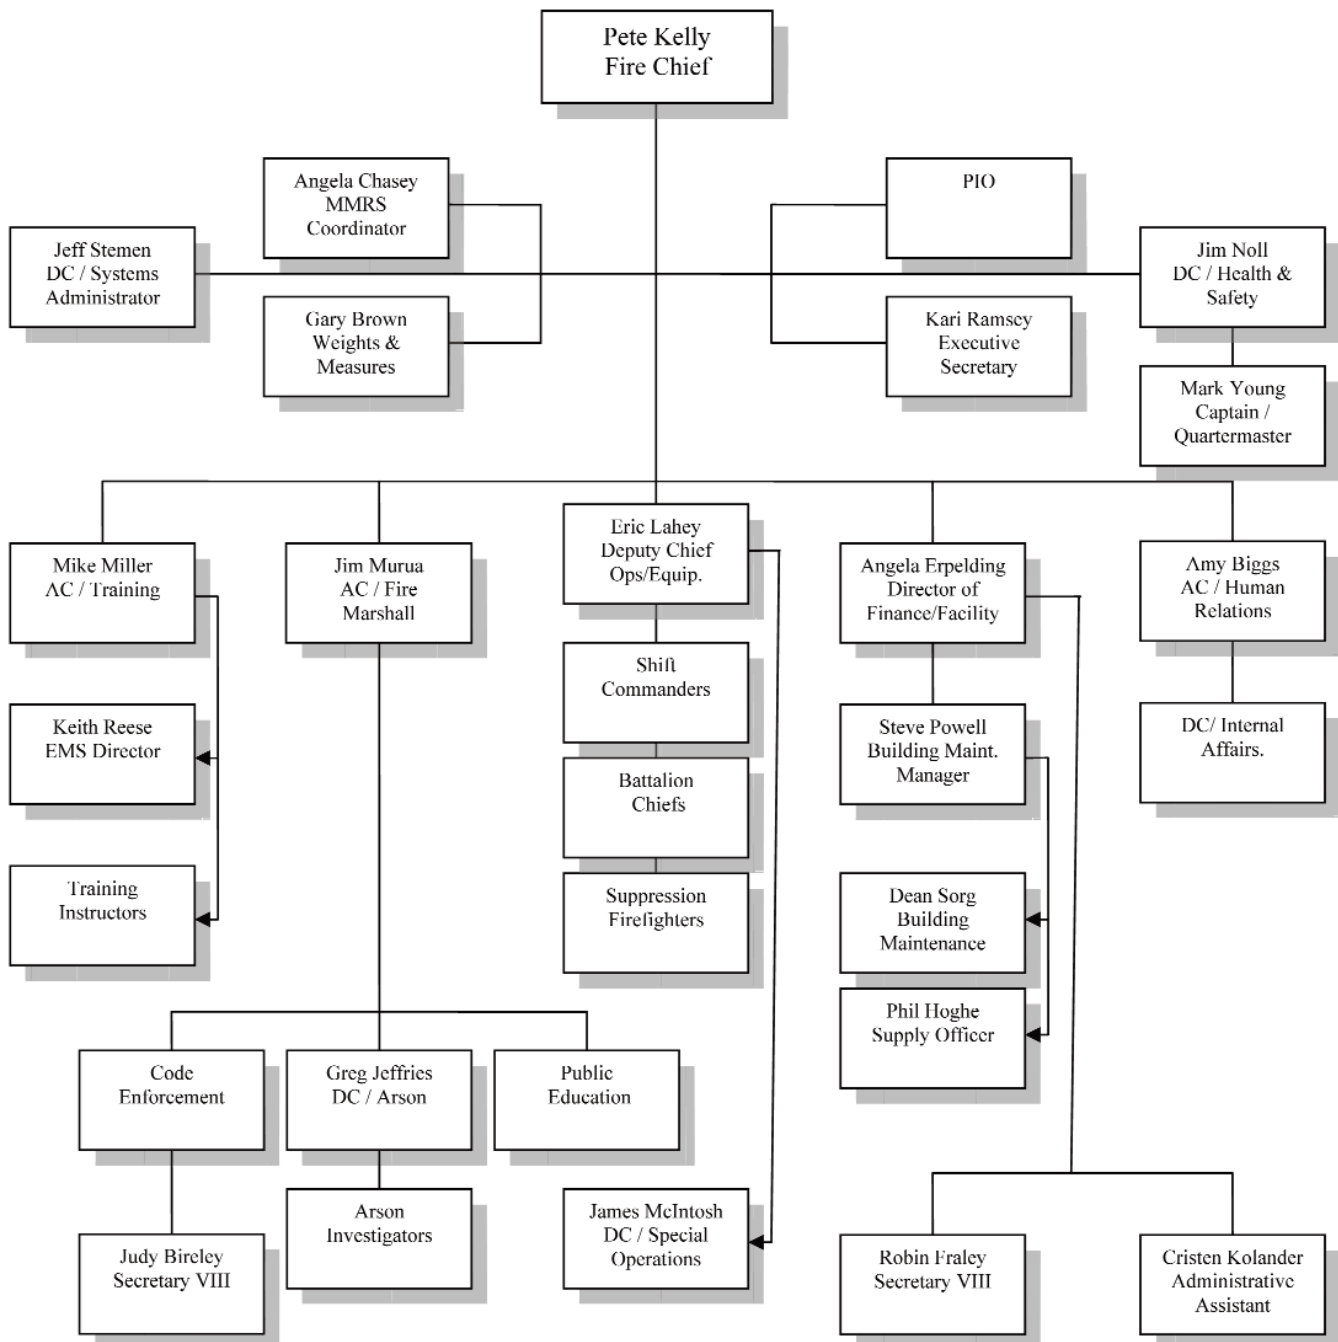 Pete Kelly
Fire Chief
Angela Chasey
MMRS
Coordinator
PIO
Jeff Stemen
DC / Systems
Administrator
Jim Noll
DC / Health &
Safety
Gary Brown
Weights &
Measures
Kari Ramsey
Executive
Secretary
Mark Young
Captain /
Quartermaster
Mike Miller
AC / Training
Jim Murua
AC / Fire
Marshall
Eric Lahey
Deputy Chief
Ops/Equip.
Angela Erpelding
Director of
Finance/Facility
Amy Biggs
AC / Human
Relations
Shift
Commanders
Keith Reese
EMS Director
Steve Powell
Building Maint.
Manager
DC/ Internal
Affairs.
Battalion
Chiefs
Training
Instructors
Suppression
Firefighters
Dean Sorg
Building
Maintenance
Phil Hoghe
Supply Officer
Code
Enforcement
Greg Jeffries
DC / Arson
Public
Education
Arson
Investigators
James McIntosh
DC / Special
Operations
Judy Bireley
Secretary VIII
Robin Fraley
Secretary VIII
Cristen Kolander
Administrative
Assistant